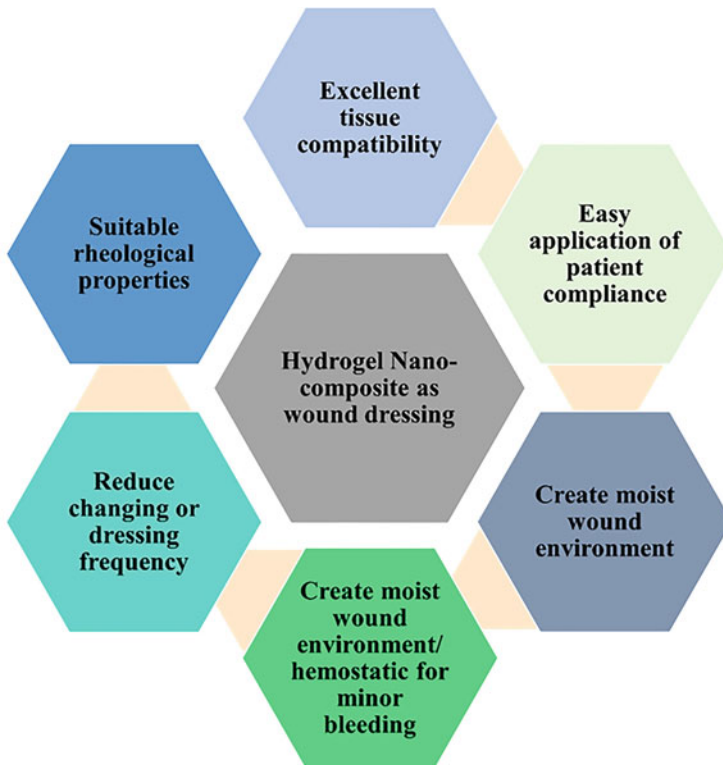 Excellent
tissue
compatibility
Suitable
rheological
properties
Easy
application of
patient
compliance
Hydrogel Nano-
composite as
wound dressing
Reduce
changing or
dressing
frequency
Create moist
wound
environment
Create moist
wound
environment/
hemostatic for
minor
bleeding